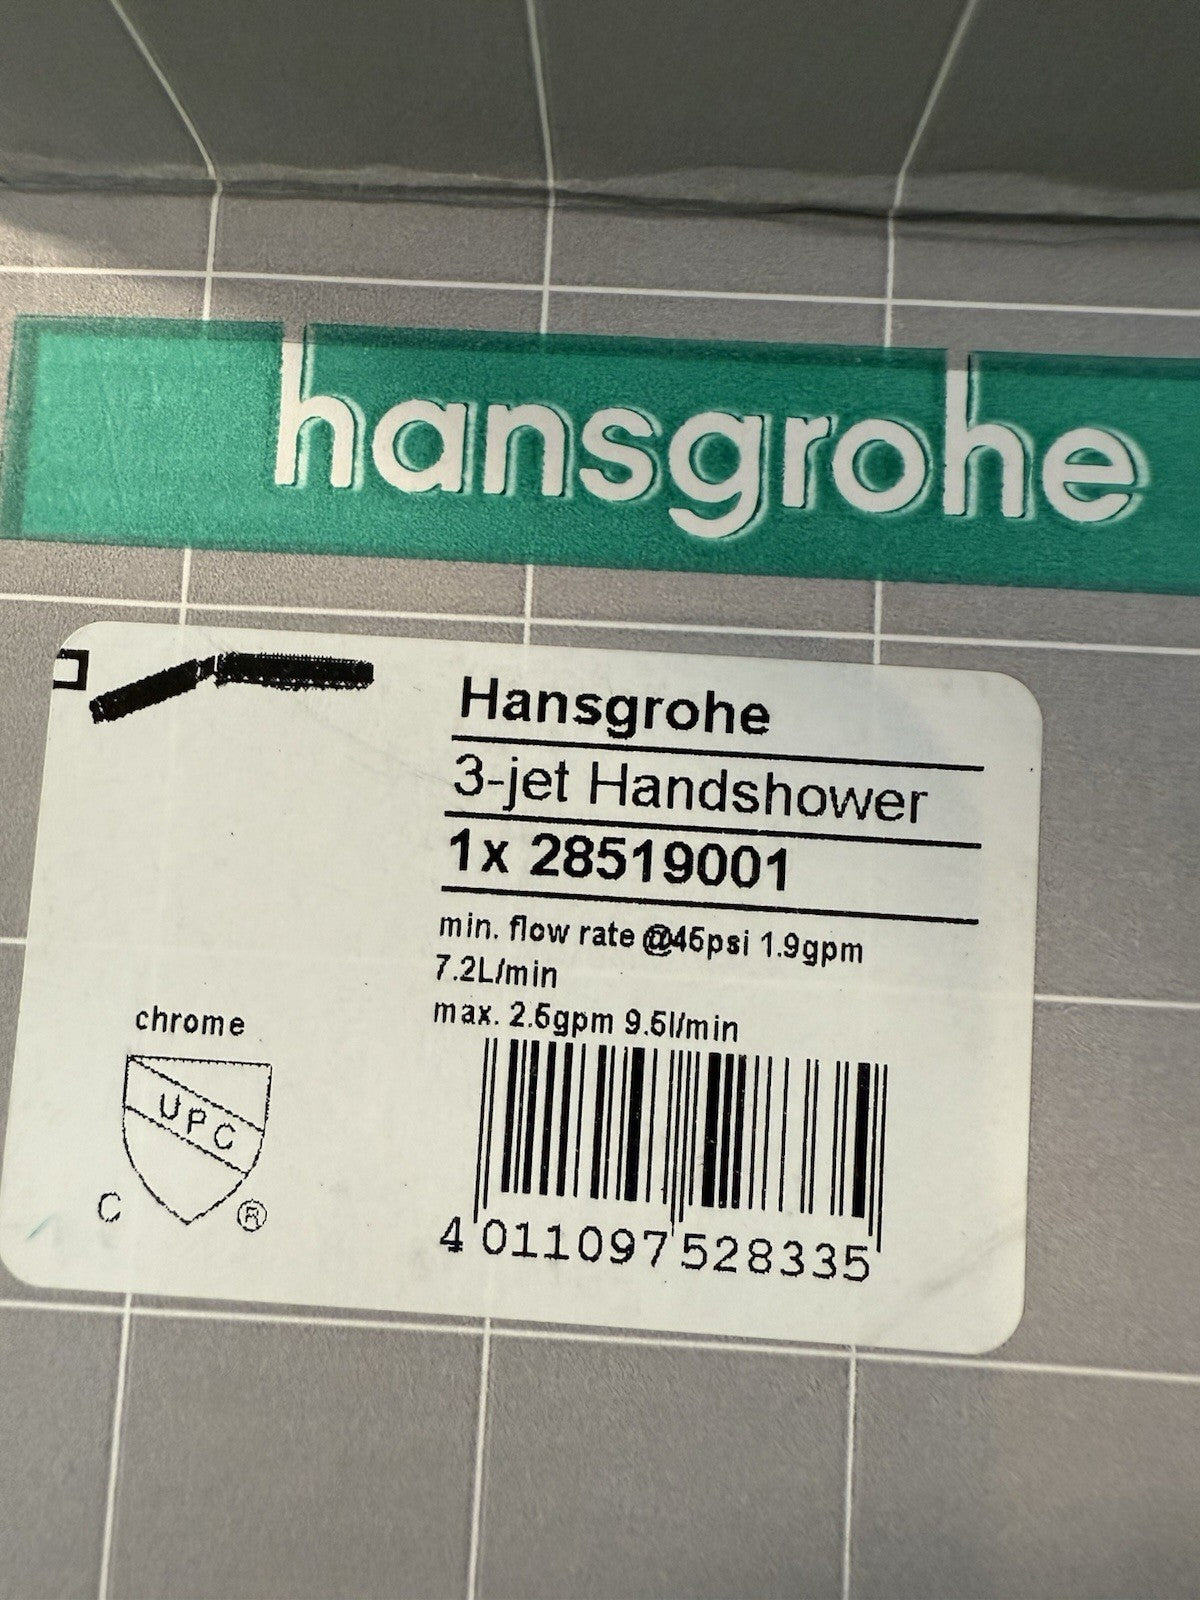 hansgrohe
Hansgrohe
3-jet Handshower
1x 28519001
min. flow rate @45psi 1.9gpm
7.2L/min
max. 2.5gpm 9.5l/min
chrome
UPC
C ®
4 011097 528335